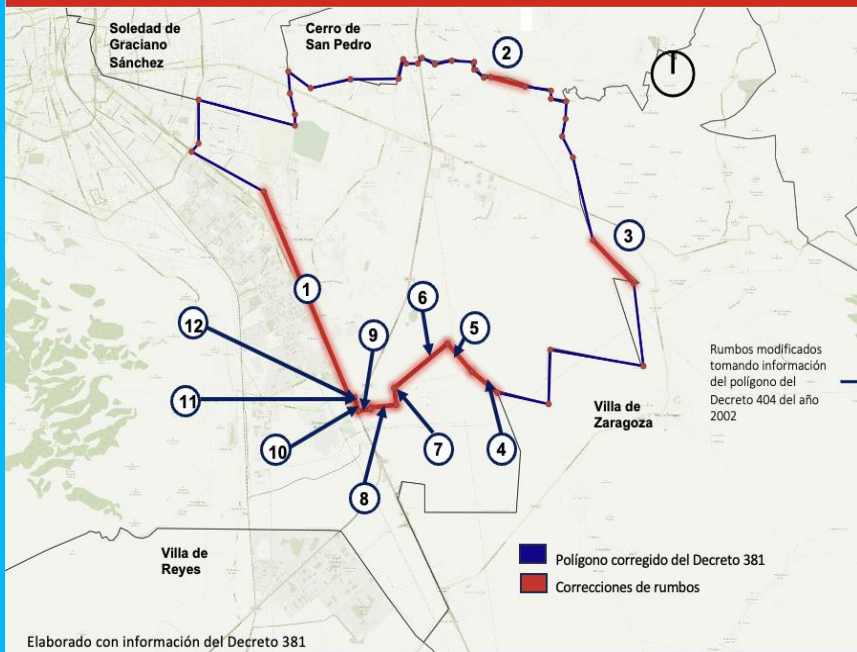 Soledad de
Graciano
Sánchez
Cerro de
San Pedro
2
3
1
6
5
12
9
11
10
8
7
4
Rumbos modificados
tomando información
del polígono del
Decreto 404 del año
2002
Villa de
Zaragoza
Villa de
Reyes
Polígono corregido del Decreto 381
Correcciones de rumbos
Elaborado con información del Decreto 381